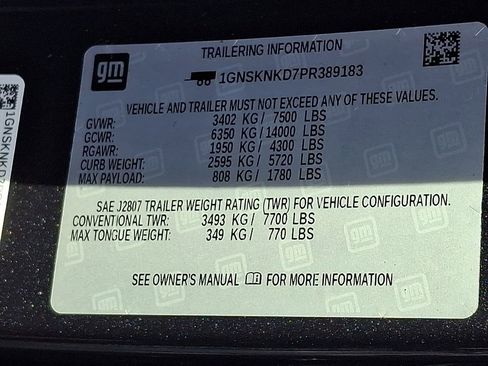 gm
TRAILERING INFORMATION
1GNSKNKD7PR389183
VEHICLE AND TRAILER MUST NOT EXCEED ANY OF THESE VALUES.
GVWR: 3402 KG / 7500 LBS
GCWR: 6350 KG /14000 LBS
RGAWR: 1950 KG / 4300 LBS
CURB WEIGHT: 2595 KG / 5720 LBS
MAX PAYLOAD: 808 KG / 1780 LBS
SAE J2807 TRAILER WEIGHT RATING (TWR) FOR VEHICLE CONFIGURATION.
CONVENTIONAL TWR: 3493 KG / 7700 LBS
MAX TONGUE WEIGHT: 349 KG / 770 LBS
SEE OWNER'S MANUAL FOR MORE INFORMATION